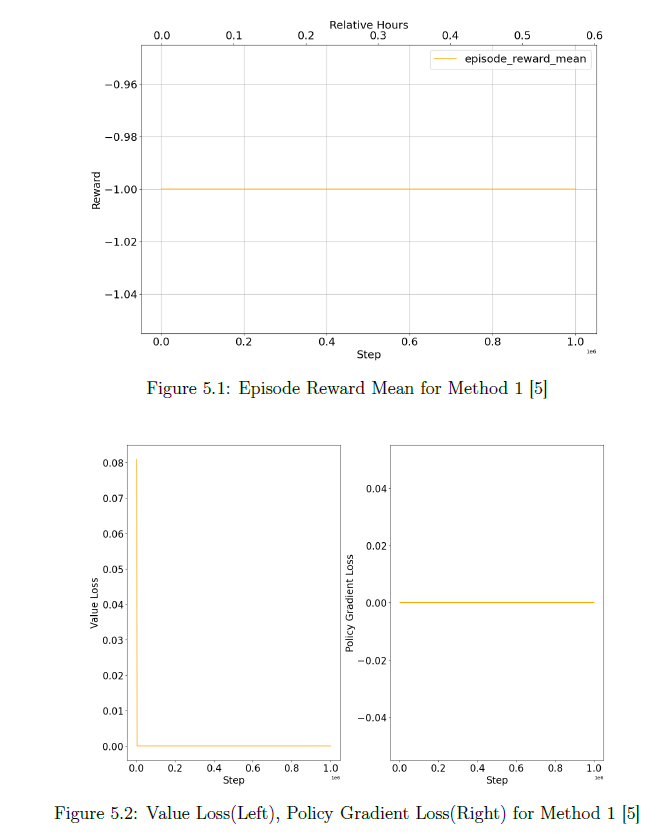 Relative Hours
0.0 0.1 0.2 0.3 0.4 0.5 0.6
episode_reward_mean
−0.96
−0.98
−1.00
−1.02
−1.04
Reward
0.0 0.2 0.4 0.6 0.8 1.0
1e6
Step
Figure 5.1: Episode Reward Mean for Method 1 [5]
0.08
0.07
0.06
0.05
0.04
0.03
0.02
0.01
0.00
Value Loss
0.0 0.2 0.4 0.6 0.8 1.0
1e6
Step
0.04
0.02
0.00
−0.02
−0.04
Policy Gradient Loss
0.0 0.2 0.4 0.6 0.8 1.0
1e6
Step
Figure 5.2: Value Loss(Left), Policy Gradient Loss(Right) for Method 1 [5]